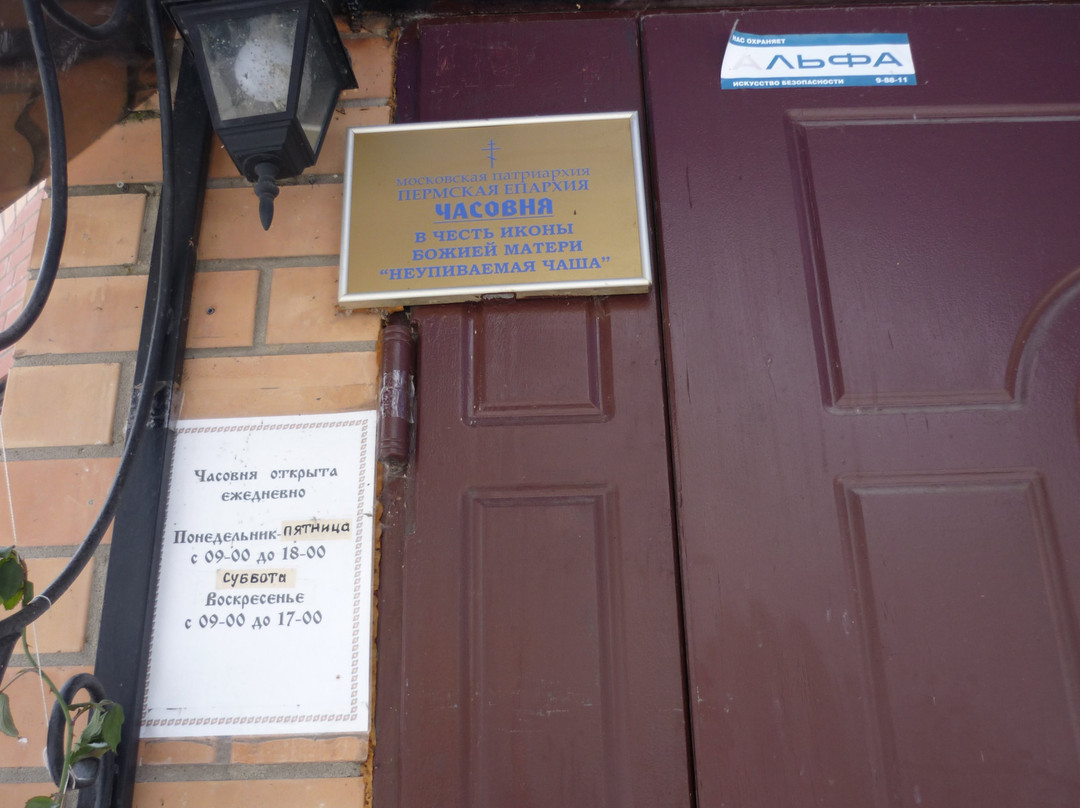 НАС ОХРАНЯЕТ
АЛЬФА
ИСКУССТВО БЕЗОПАСНОСТИ 9-88-11
МОСКОВСКАЯ ПАТРИАРХИЯ
ПЕРМСКАЯ ЕПАРХИЯ
ЧАСОВНЯ
В ЧЕСТЬ ИКОНЫ
БОЖИЕЙ МАТЕРИ
"НЕУПИВАЕМАЯ ЧАША"
Часовня открыта
ежедневно
Понедельник-пятница
с 09-00 до 18-00
суббота
Воскресенье
с 09-00 до 17-00